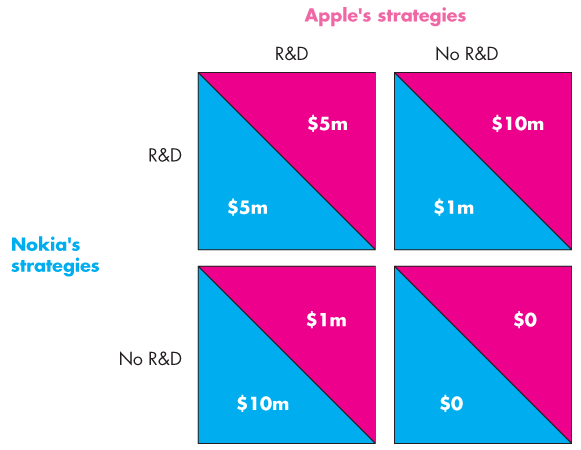 Apple's strategies
R&D No R&D
$5m $10m
R&D
$5m $1m
Nokia's
strategies
$1m $0
No R&D
$10m $0